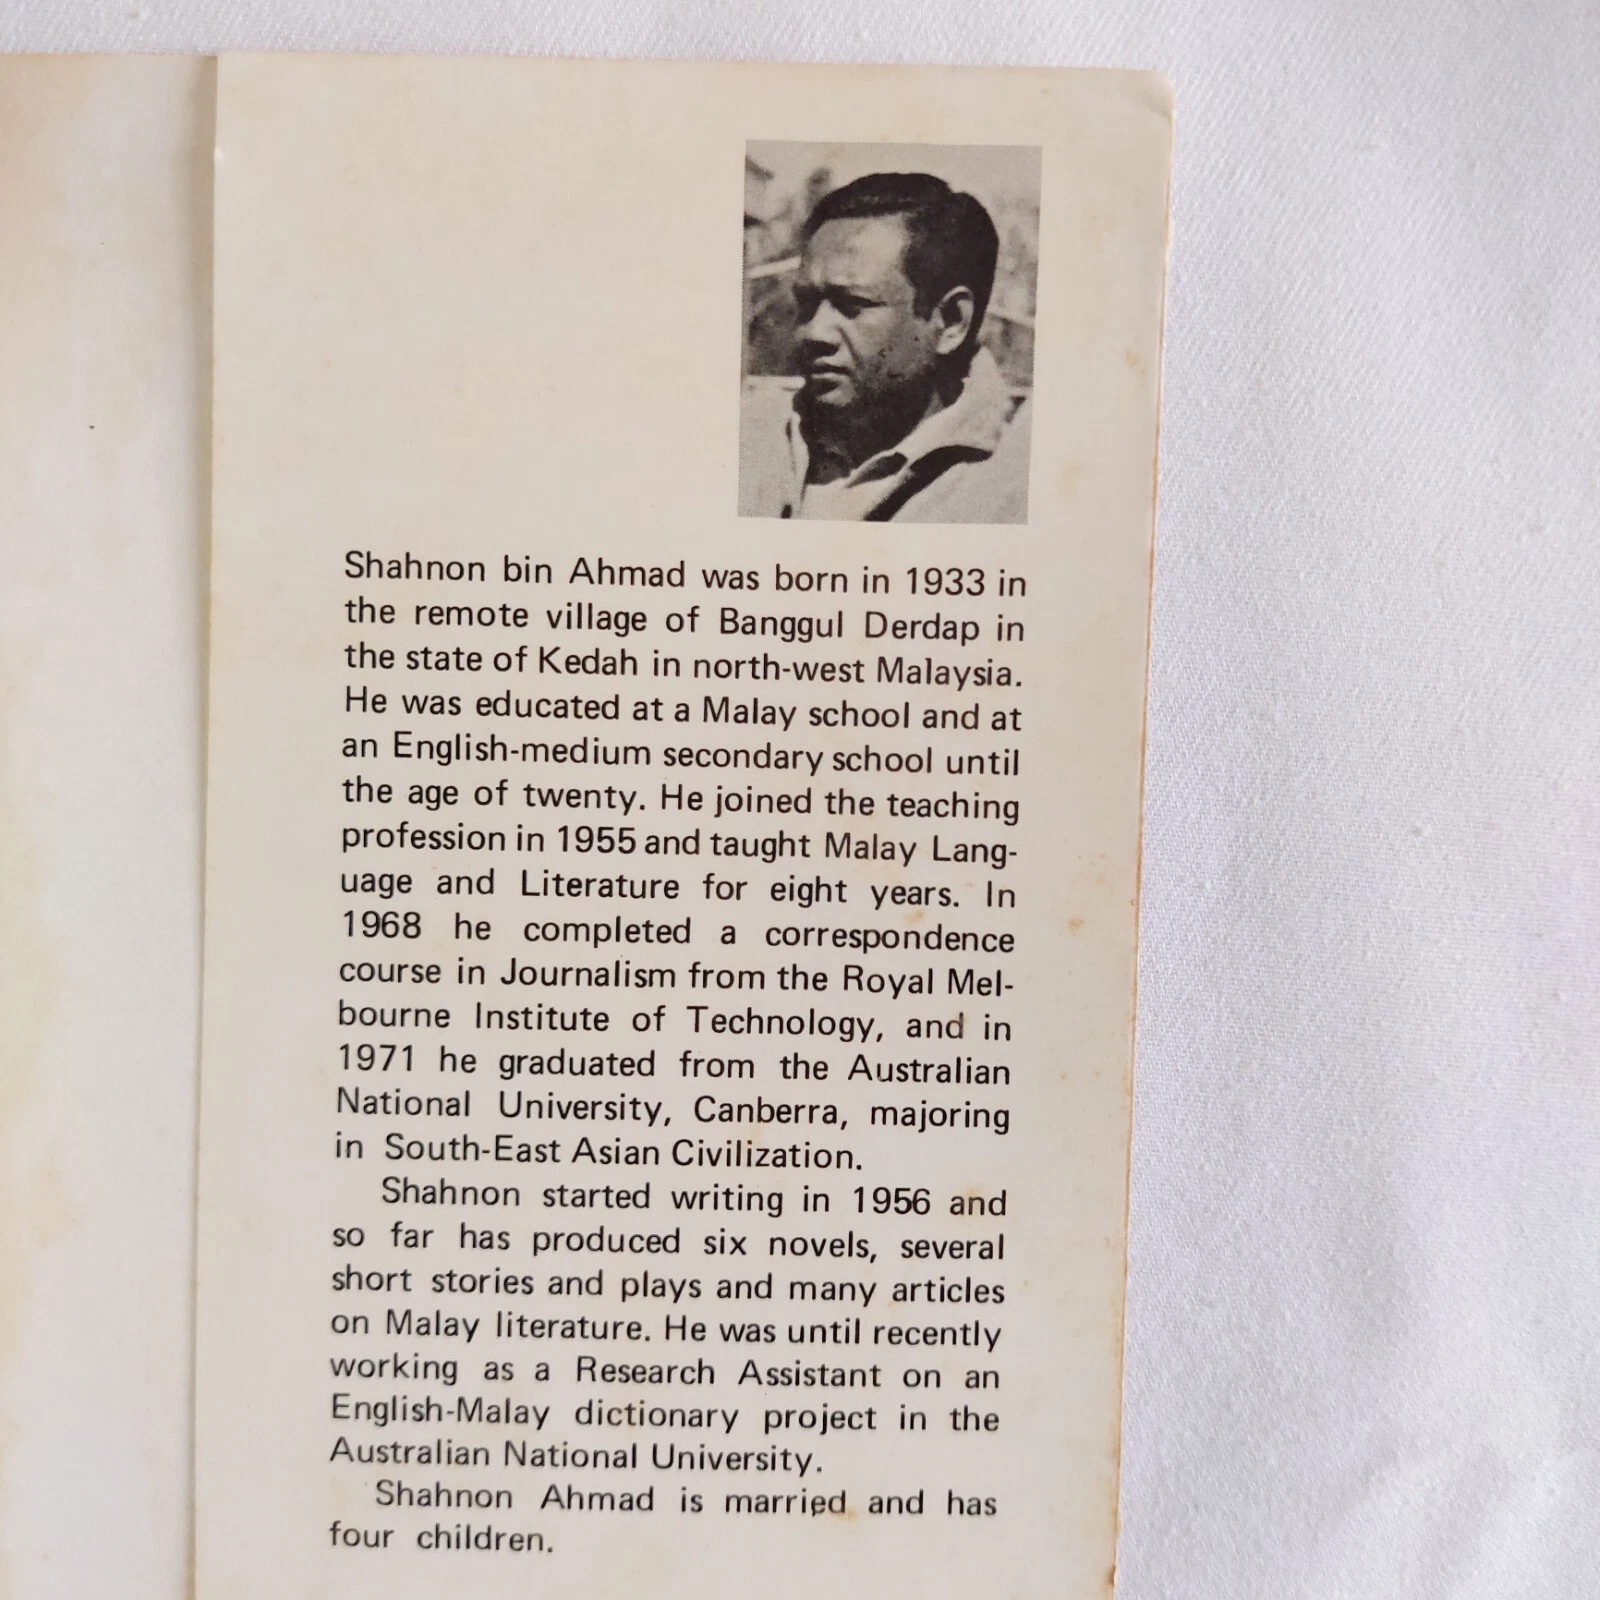 Shahnon bin Ahmad was born in 1933 in
the remote village of Banggul Derdap in
the state of Kedah in north-west Malaysia.
He was educated at a Malay school and at
an English-medium secondary school until
the age of twenty. He joined the teaching
profession in 1955 and taught Malay Lang-
uage and Literature for eight years. In
1968 he completed a correspondence
course in Journalism from the Royal Mel-
bourne Institute of Technology, and in
1971 he graduated from the Australian
National University, Canberra, majoring
in South-East Asian Civilization.
Shahnon started writing in 1956 and
so far has produced six novels, several
short stories and plays and many articles
on Malay literature. He was until recently
working as a Research Assistant on an
English-Malay dictionary project in the
Australian National University.
Shahnon Ahmad is married and has
four children.